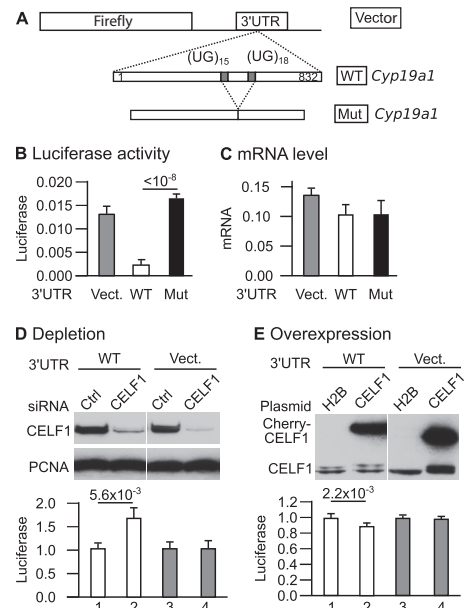 A
Firefly
3'UTR
Vector
(UG)15
(UG)18
1
832
WT
Cyp19a1
Mut
Cyp19a1
B Luciferase activity
<10-8
0.020
0.015
0.010
0.005
0.000
Luciferase
3'UTR
Vect.
WT
Mut
C mRNA level
0.15
0.10
0.05
0.00
mRNA
3'UTR
Vect.
WT
Mut
D Depletion
3'UTR
WT
Vect.
siRNA
Ctrl
CELF1
Ctrl
CELF1
CELF1
PCNA
5.6x10-3
2.0
1.5
1.0
0.5
0.0
Luciferase
1
2
3
4
E Overexpression
3'UTR
WT
Vect.
Plasmid
H2B
CELF1
H2B
CELF1
Cherry-
CELF1
CELF1
2.2x10-3
1.2
1.0
0.8
0.6
0.4
0.2
0.0
Luciferase
1
2
3
4